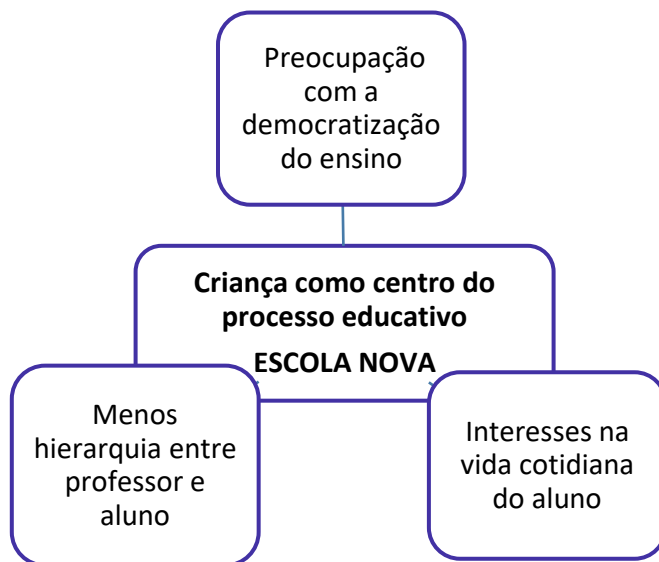 Preocupação
com a
democratização
do ensino
Criança como centro do
processo educativo
ESCOLA NOVA
Menos
hierarquia entre
professor e
aluno
Interesses na
vida cotidiana
do aluno